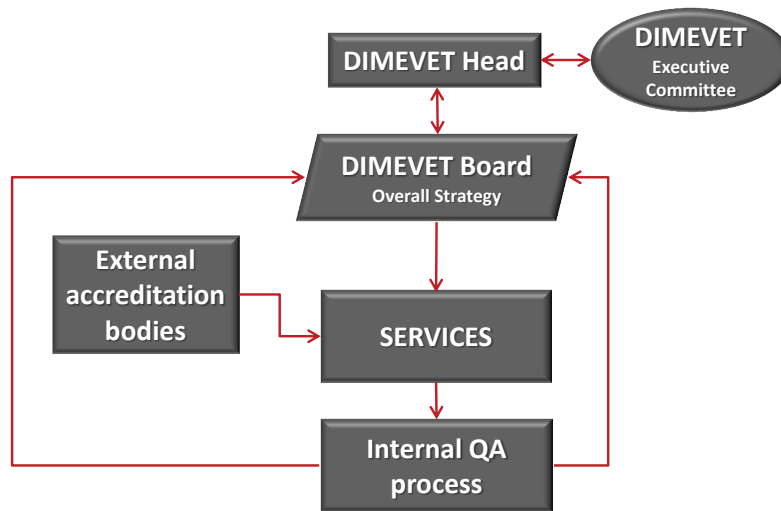 DIMEVET Head
DIMEVET
Executive
Committee
DIMEVET Board
Overall Strategy
External
accreditation
bodies
SERVICES
Internal QA
process